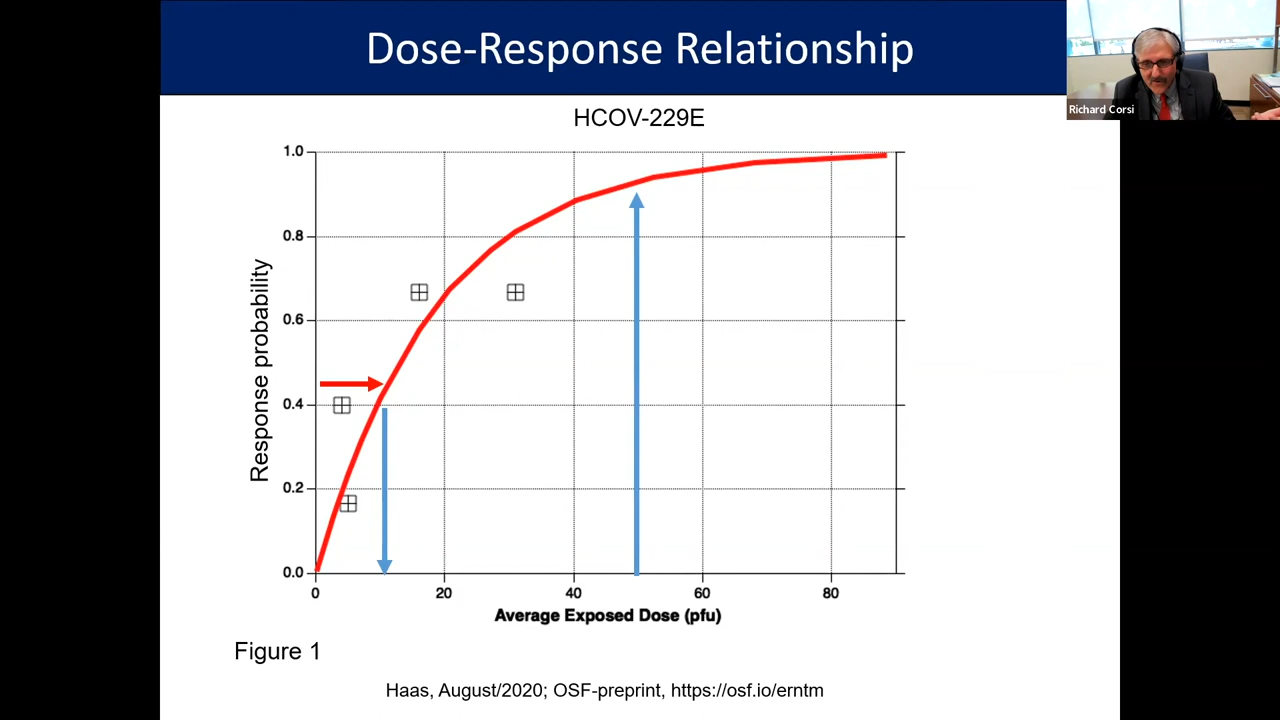 Dose-Response Relationship
Richard Corsi
HCOV-229E
1.0
0.8
0.6
0.4
0.2
0.0
Response probability
0 20 40 60 80
Average Exposed Dose (pfu)
Figure 1
Haas, August/2020; OSF-preprint, https://osf.io/erntm